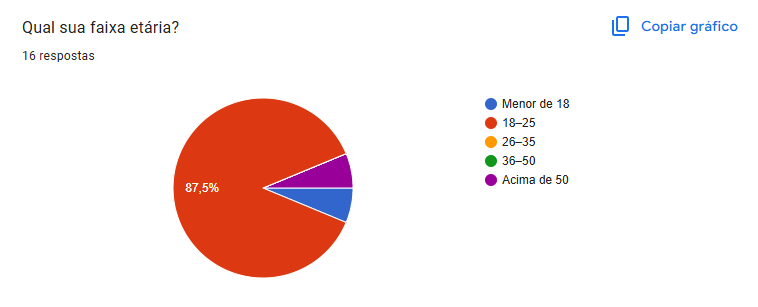 Qual sua faixa etária?
Copiar gráfico
16 respostas
87,5%
Menor de 18
18–25
26–35
36–50
Acima de 50